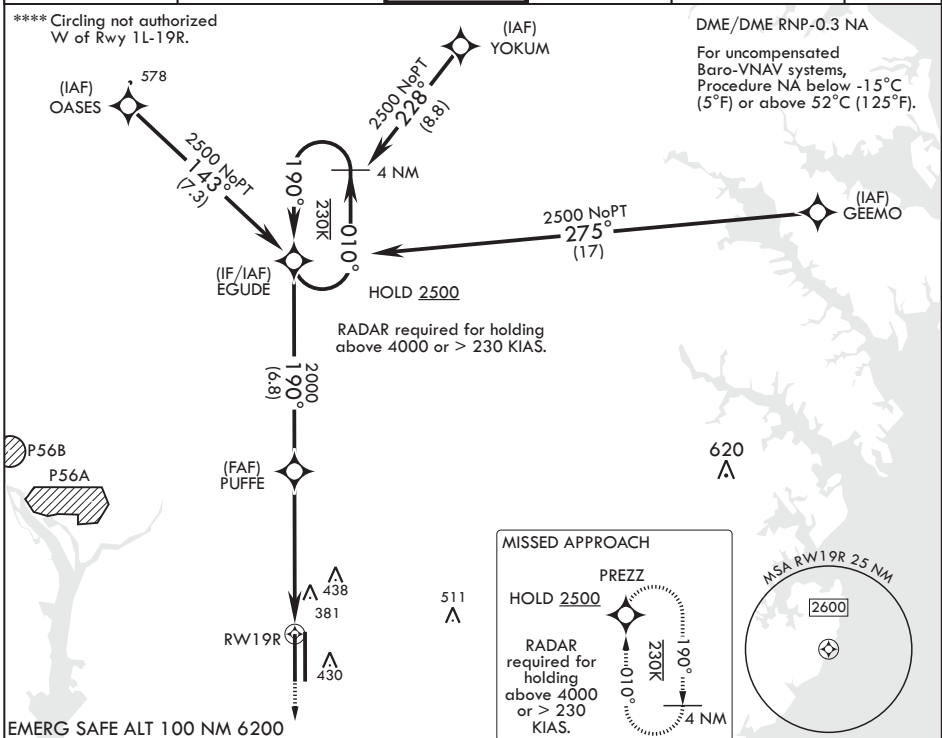 **** Circling not authorized
W of Rwy 1L-19R.
(IAF)
YOKUM
DME/DME RNP-0.3 NA
For uncompensated
Baro-VNAV systems,
Procedure NA below -15°C
(5°F) or above 52°C (125°F).
578
(IAF)
OASES
2500 NoPT
228°
(8.8)
2500 NoPT
143°
(7.3)
4 NM
190°
230K
010°
(IAF)
GEEMO
2500 NoPT
275°
(17)
(IF/IAF)
EGUDE
HOLD 2500
RADAR required for holding
above 4000 or > 230 KIAS.
2000
190°
(6.8)
P56B
P56A
(FAF)
PUFFE
620
438
381
511
RW19R
430
MISSED APPROACH
PREZZ
HOLD 2500
RADAR
required for
holding
above 4000
or > 230
KIAS.
010°
230K
190°
4 NM
MSA RW19R 25 NM
2600
EMERG SAFE ALT 100 NM 6200